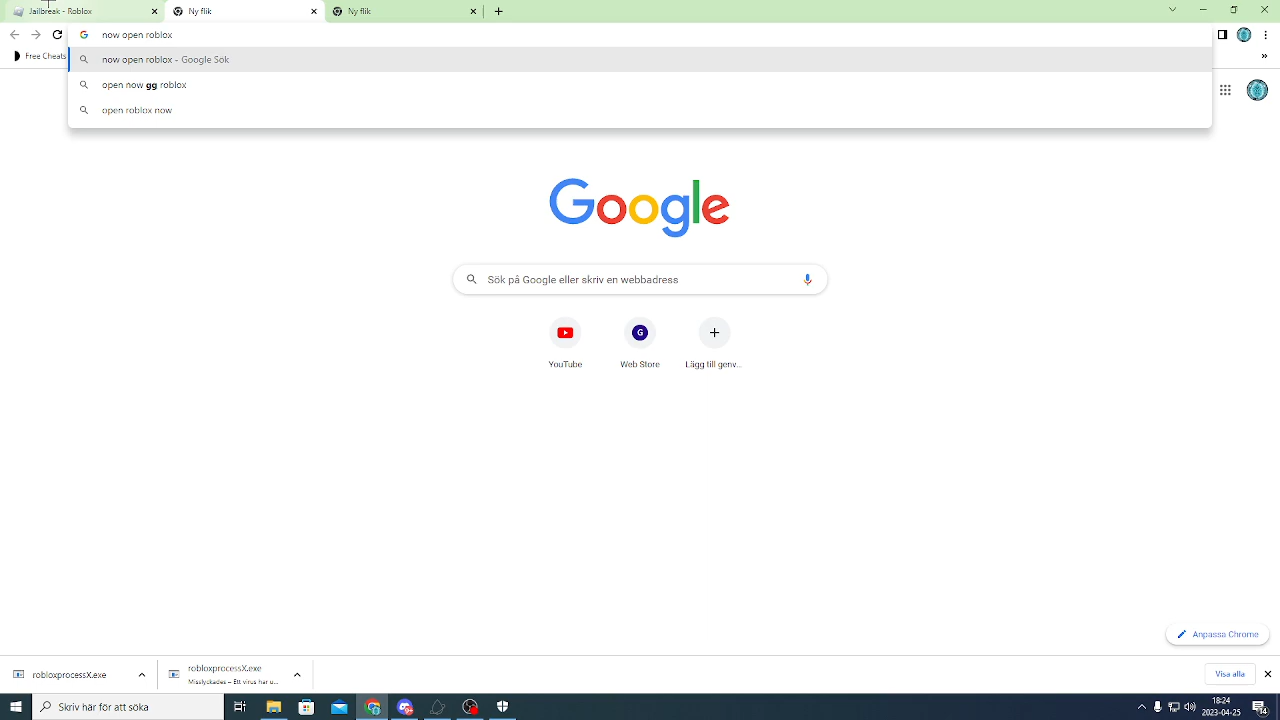 Jailbreak - Roblox
Ny flik
Ny flik
now open roblox
Free Cheats
now open roblox - Google Sök
open now gg roblox
open roblox now
Google
Sök på Google eller skriv en webbadress
G
YouTube
Web Store
Lägg till genv...
Anpassa Chrome
robloxprocessX.exe
robloxprocessX.exe
Misslyckades – Ett virus har u...
Visa alla
Skriv här för att söka
18:24
2023-04-25